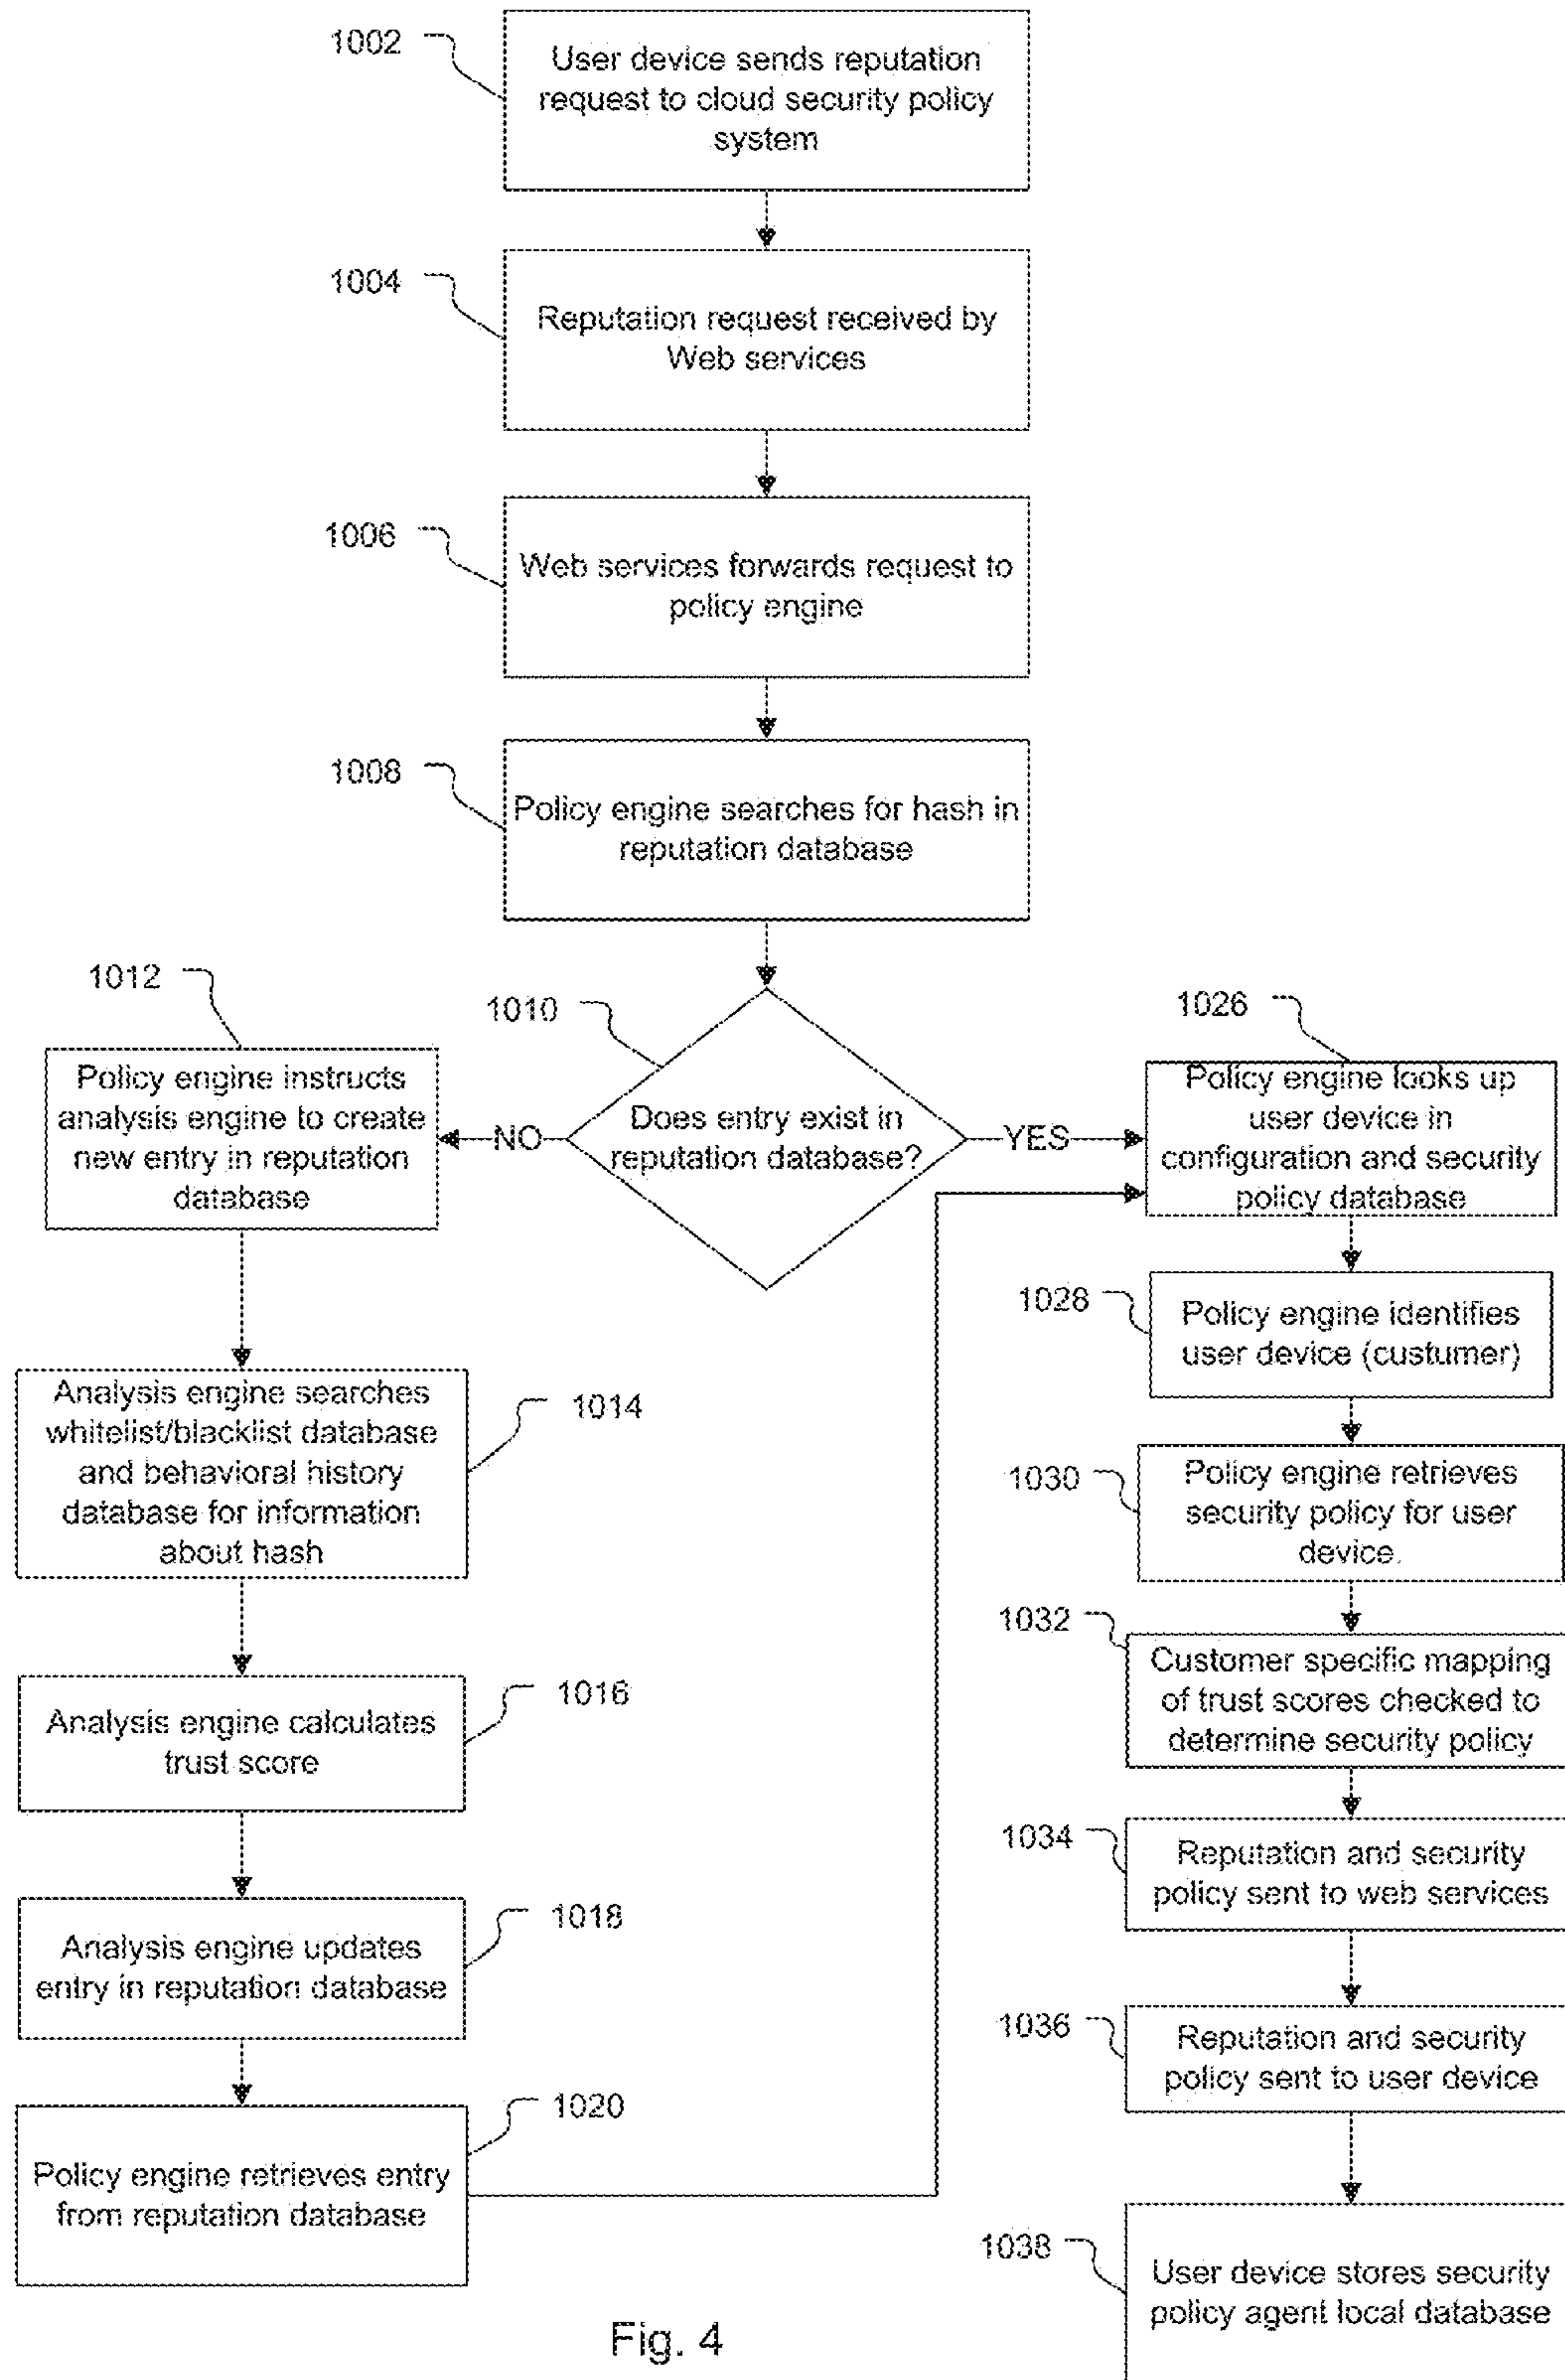 1002
User device sends reputation
request to cloud security policy
system
1004
Reputation request received by
Web services
1006
Web services forwards request to
policy engine
1008
Policy engine searches for hash in
reputation database
1010
Does entry exist in
reputation database?
NO
YES
1012
Policy engine instructs
analysis engine to create
new entry in reputation
database
1014
Analysis engine searches
whitelist/blacklist database
and behavioral history
database for information
about hash
1016
Analysis engine calculates
trust score
1018
Analysis engine updates
entry in reputation database
1020
Policy engine retrieves entry
from reputation database
1026
Policy engine looks up
user device in
configuration and security
policy database
1028
Policy engine identifies
user device (custumer)
1030
Policy engine retrieves
security policy for user
device.
1032
Customer specific mapping
of trust scores checked to
determine security policy
1034
Reputation and security
policy sent to web services
1036
Reputation and security
policy sent to user device
1038
User device stores security
policy agent local database
Fig. 4